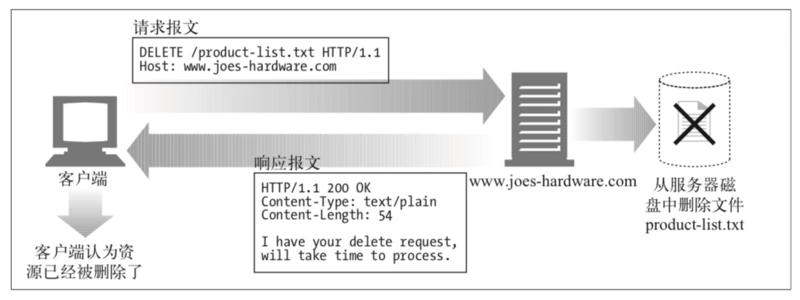 请求报文
DELETE /product-list.txt HTTP/1.1
Host: www.joes-hardware.com
客户端
响应报文
HTTP/1.1 200 OK
Content-Type: text/plain
Content-Length: 54
I have your delete request,
will take time to process.
www.joes-hardware.com
从服务器磁
盘中删除文件
product-list.txt
客户端认为资
源已经被删除了